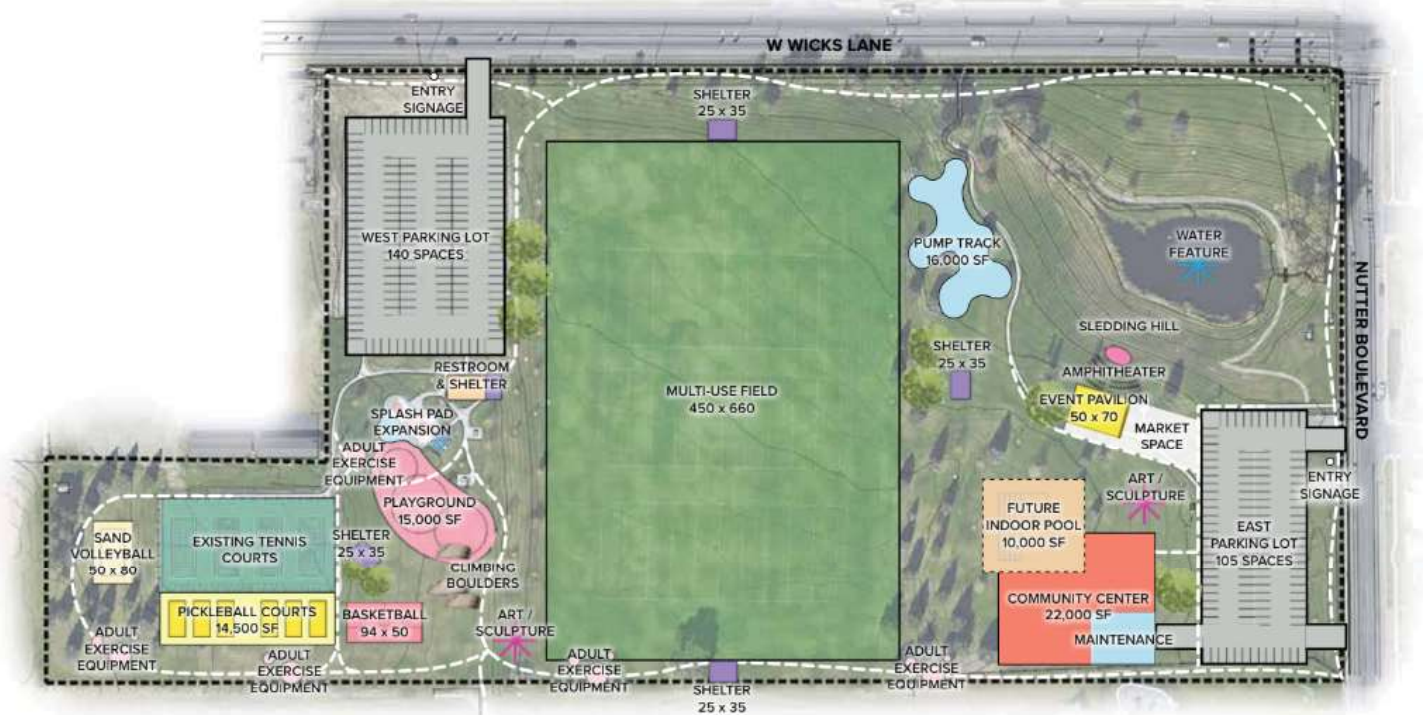 W WICKS LANE
ENTRY
SIGNAGE
SHELTER
25 x 35
WEST PARKING LOT
140 SPACES
PUMP TRACK
16,000 SF
WATER
FEATURE
NUTTER BOULEVARD
SLEDDING HILL
SHELTER
25 x 35
AMPHITHEATER
RESTROOM
& SHELTER
MULTI-USE FIELD
450 x 660
EVENT PAVILION
50 x 70
MARKET
SPACE
SPLASH PAD
EXPANSION
ADULT
EXERCISE
EQUIPMENT
PLAYGROUND
15,000 SF
ENTRY
SIGNAGE
ART /
SCULPTURE
FUTURE
INDOOR POOL
10,000 SF
EAST
PARKING LOT
105 SPACES
SAND
VOLLEYBALL
50 x 80
EXISTING TENNIS
COURTS
SHELTER
25 x 35
CLIMBING
BOULDERS
COMMUNITY CENTER
22,000 SF
MAINTENANCE
PICKLEBALL COURTS
14,500 SF
BASKETBALL
94 x 50
ART /
SCULPTURE
ADULT
EXERCISE
EQUIPMENT
ADULT
EXERCISE
EQUIPMENT
ADULT
EXERCISE
EQUIPMENT
ADULT
EXERCISE
EQUIPMENT
SHELTER
25 x 35